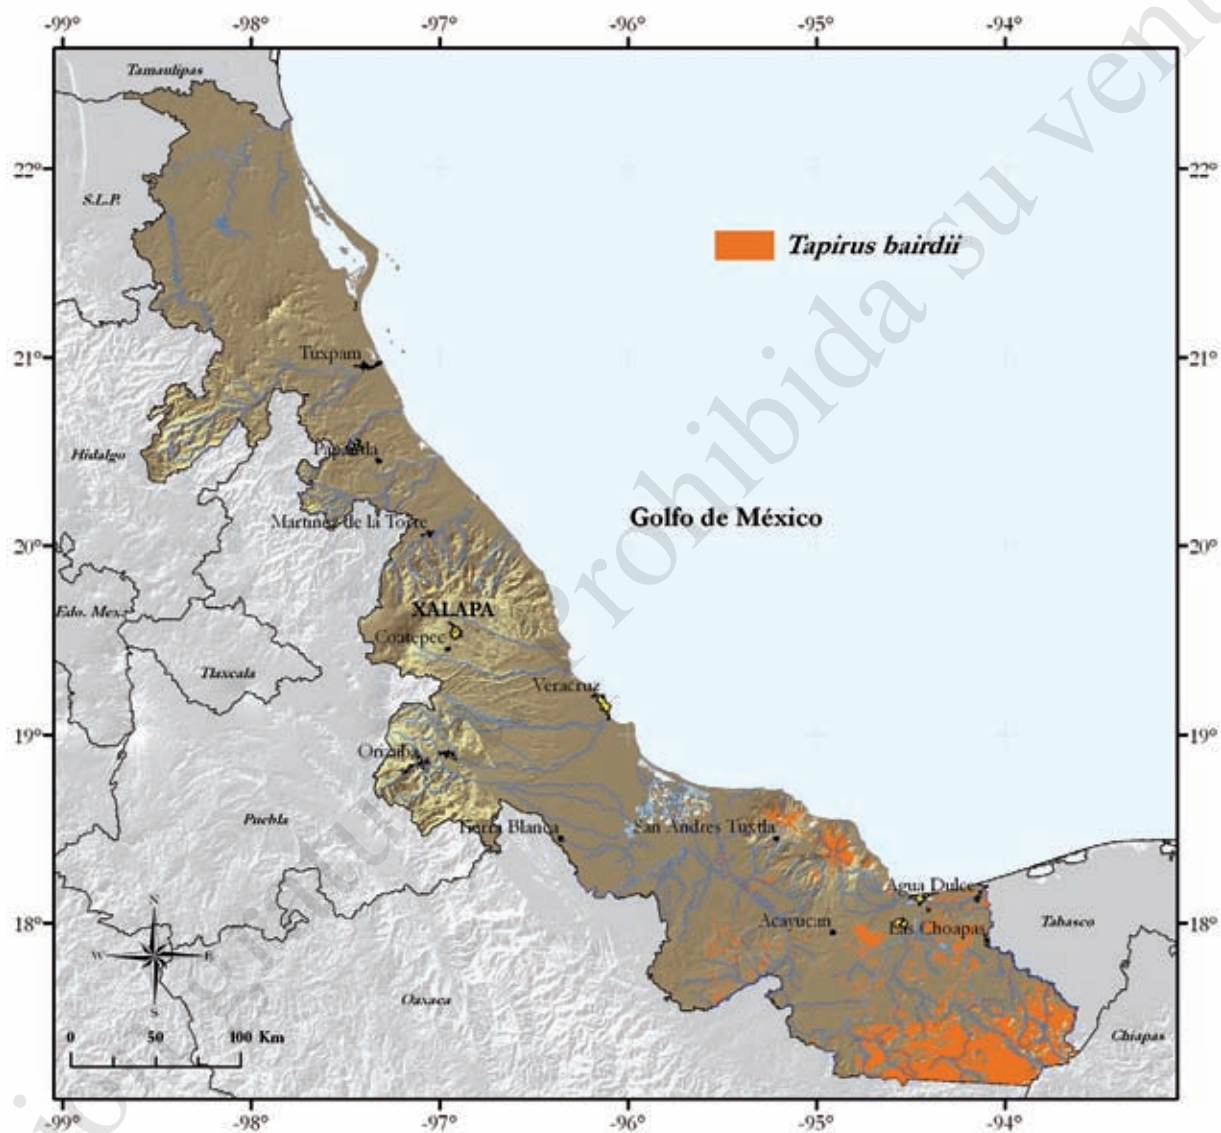 -99° -98° -97° -96° -95° -94°
Tamaulipas
22° 22°
S.L.P.
Tapirus bairdii
21° Tuxpam 21°
Hidalgo
Papantla
Golfo de México
Martínez de la Torre
20° 20°
Edo. Mex.
XALAPA
Coatepec
Tlaxcala
Veracruz
19° 19°
Orizaba
Puebla
Tierra Blanca
San Andres Tuxtla
Agua Dulce
18° Acayucan Las Choapas Tabasco 18°
N
W E
S
Oaxaca
Chiapas
0 50 100 Km
-99° -98° -97° -96° -95° -94°
Prohibida su